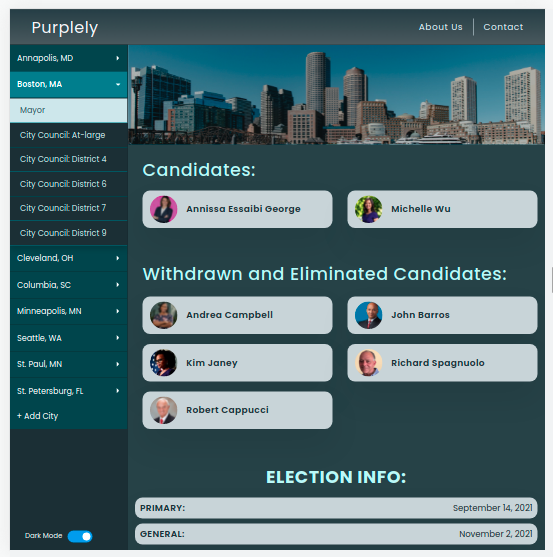 Purplely
About Us
Contact
Annapolis, MD
Boston, MA
Mayor
City Council: At-large
City Council: District 4
City Council: District 6
City Council: District 7
City Council: District 9
Cleveland, OH
Columbia, SC
Minneapolis, MN
Seattle, WA
St. Paul, MN
St. Petersburg, FL
+ Add City
Dark Mode
Candidates:
Annissa Essaibi George
Michelle Wu
Withdrawn and Eliminated Candidates:
Andrea Campbell
John Barros
Kim Janey
Richard Spagnuolo
Robert Cappucci
ELECTION INFO:
PRIMARY: September 14, 2021
GENERAL: November 2, 2021